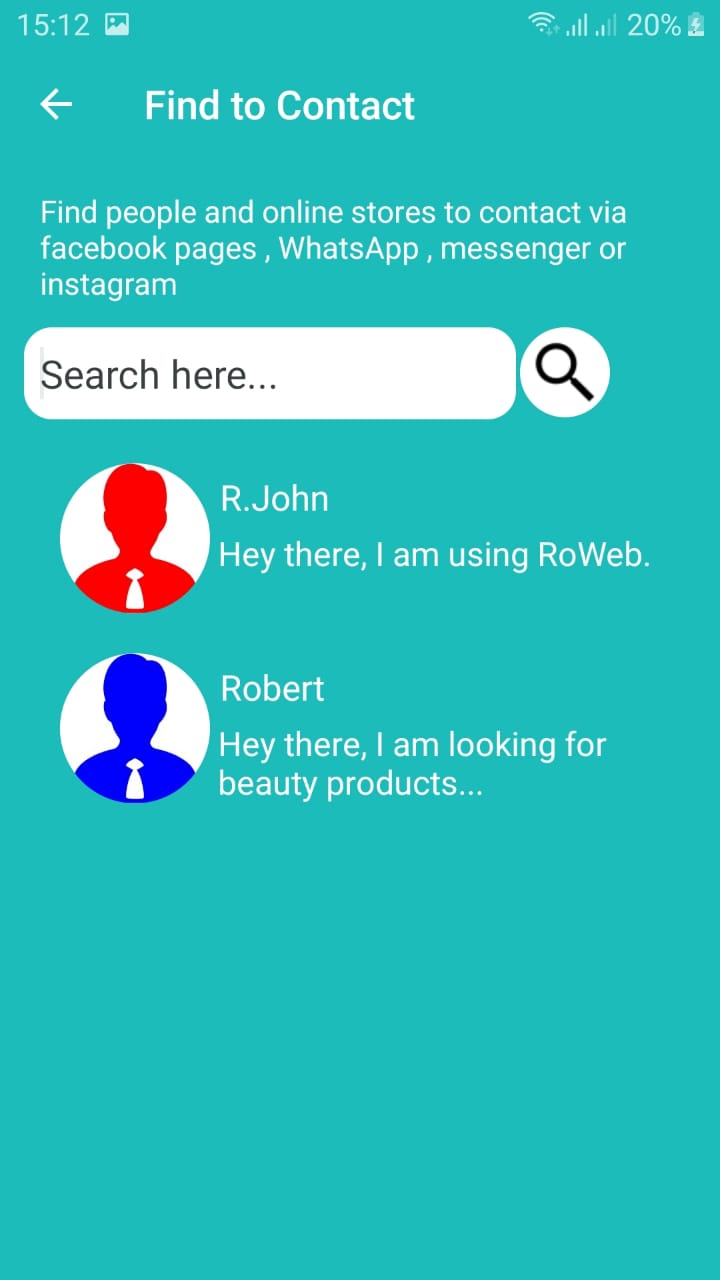 15:12
20%
Find to Contact
Find people and online stores to contact via
facebook pages , WhatsApp , messenger or
instagram
Search here...
R.John
Hey there, I am using RoWeb.
Robert
Hey there, I am looking for
beauty products...